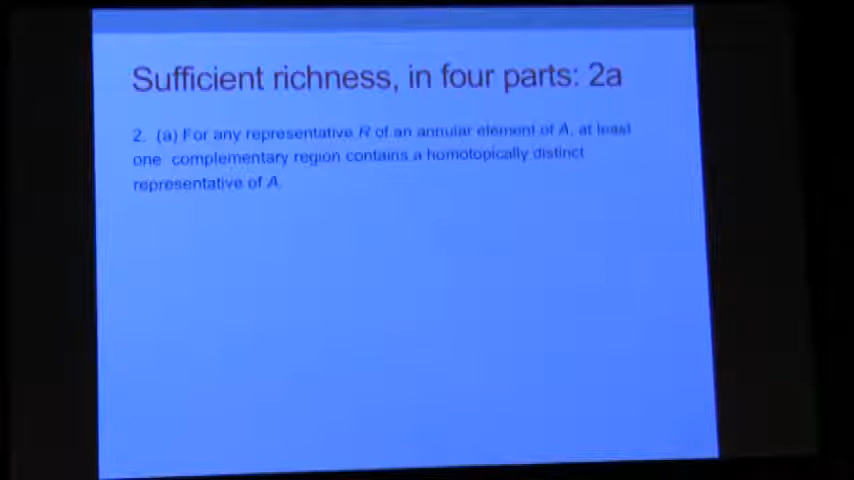 Sufficient richness, in four parts: 2a
2. (a) For any representative R of an annular element of A, at least
one complementary region contains a homotopically distinct
representative of A.